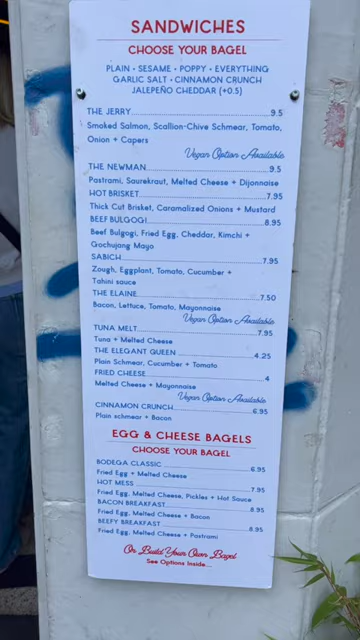 SANDWICHES
CHOOSE YOUR BAGEL
PLAIN • SESAME • POPPY • EVERYTHING
GARLIC SALT • CINNAMON CRUNCH
JALEPEÑO CHEDDAR (+0.5)
THE JERRY 9.5
Smoked Salmon, Scallion-Chive Schmear, Tomato,
Onion + Capers
Vegan Option Available
THE NEWMAN 9.5
Pastrami, Saurekraut, Melted Cheese + Dijonnaise
HOT BRISKET 7.95
Thick Cut Brisket, Caramalized Onions + Mustard
BEEF BULGOGI 8.95
Beef Bulgogi, Fried Egg, Cheddar, Kimchi +
Gochujang Mayo
SABICH 7.95
Zough, Eggplant, Tomato, Cucumber +
Tahini sauce
THE ELAINE 7.50
Bacon, Lettuce, Tomato, Mayonnaise
Vegan Option Available
TUNA MELT 7.95
Tuna + Melted Cheese
THE ELEGANT QUEEN 4.25
Plain Schmear, Cucumber + Tomato
FRIED CHEESE 4
Melted Cheese + Mayonnaise
Vegan Option Available
CINNAMON CRUNCH 6.95
Plain schmear + Bacon
EGG & CHEESE BAGELS
CHOOSE YOUR BAGEL
BODEGA CLASSIC 6.95
Fried Egg + Melted Cheese
HOT MESS 7.95
Fried Egg, Melted Cheese, Pickles + Hot Sauce
BACON BREAKFAST 8.95
Fried Egg, Melted Cheese + Bacon
BEEFY BREAKFAST 8.95
Fried Egg, Melted Cheese + Pastrami
Or Build Your Own Bagel
See Options Inside...